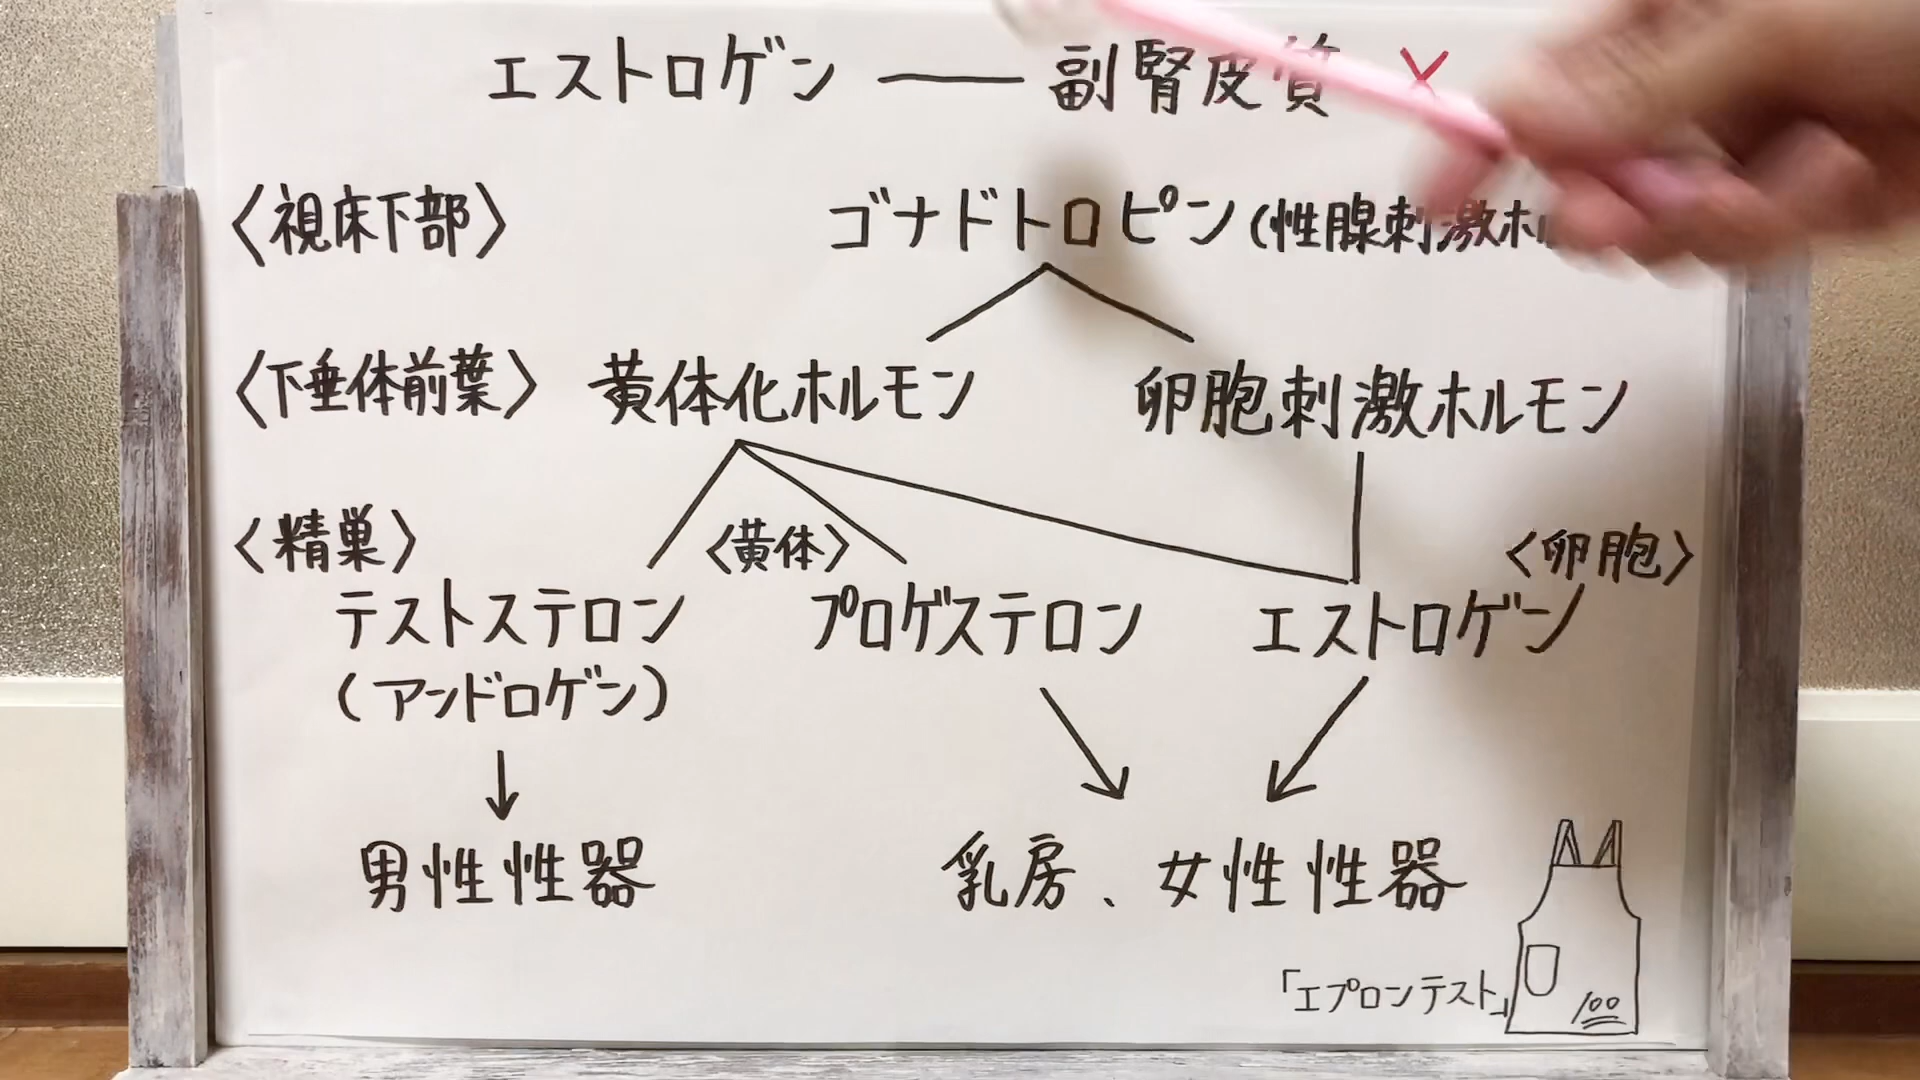 エストロゲン ― 副腎皮質 ×
〈視床下部〉 ゴナドトロピン(性腺刺激ホ
〈下垂体前葉〉 黄体化ホルモン 卵胞刺激ホルモン
〈精巣〉 〈黄体〉 〈卵胞〉
テストステロン プロゲステロン エストロゲン
(アンドロゲン)
男性性器 乳房、女性性器
「エプロンテスト」 100